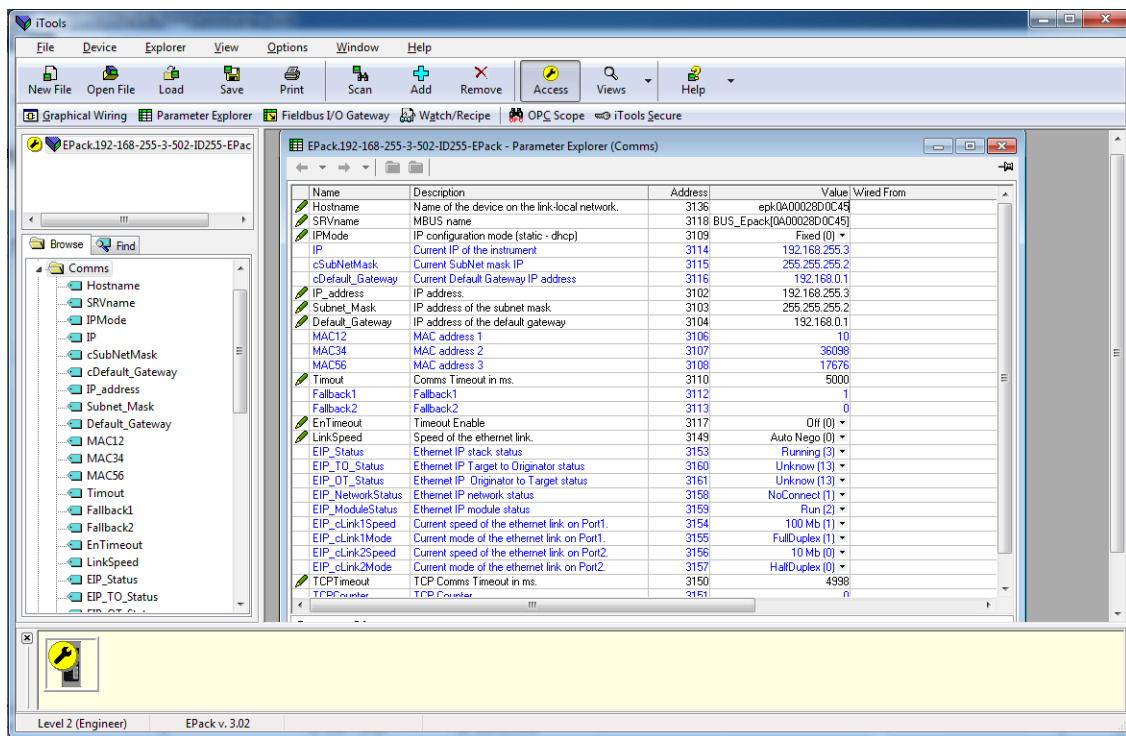 iTools
File Device Explorer View Options Window Help
New File Open File Load Save Print Scan Add Remove Access Views Help
Graphical Wiring Parameter Explorer Fieldbus I/O Gateway Watch/Recipe OPC Scope iTools Secure
EPack.192-168-255-3-502-ID255-EPac
Browse Find
Comms
Hostname
SRVname
IPMode
IP
cSubNetMask
cDefault_Gateway
IP_address
Subnet_Mask
Default_Gateway
MAC12
MAC34
MAC56
Timout
Fallback1
Fallback2
EnTimeout
LinkSpeed
EIP_Status
EIP_TO_Status
EPack.192-168-255-3-502-ID255-EPack - Parameter Explorer (Comms)
Name Description Address Value Wired From
Hostname Name of the device on the link-local network. 3136 epk0A00028D0C45
SRVname MBUS name 3118 BUS_Epack[0A00028D0C45]
IPMode IP configuration mode (static - dhcp) 3109 Fixed (0)
IP Current IP of the instrument 3114 192.168.255.3
cSubNetMask Current SubNet mask IP 3115 255.255.255.2
cDefault_Gateway Current Default Gateway IP address 3116 192.168.0.1
IP_address IP address. 3102 192.168.255.3
Subnet_Mask IP address of the subnet mask 3103 255.255.255.2
Default_Gateway IP address of the default gateway 3104 192.168.0.1
MAC12 MAC address 1 3106 10
MAC34 MAC address 2 3107 36098
MAC56 MAC address 3 3108 17676
Timout Comms Timeout in ms. 3110 5000
Fallback1 Fallback1 3112 1
Fallback2 Fallback2 3113 0
EnTimeout Timeout Enable 3117 Off (0)
LinkSpeed Speed of the ethernet link. 3149 Auto Nego (0)
EIP_Status Ethernet IP stack status 3153 Running (3)
EIP_TO_Status Ethernet IP Target to Originator status 3160 Unknow (13)
EIP_OT_Status Ethernet IP Originator to Target status 3161 Unknow (13)
EIP_NetworkStatus Ethernet IP network status 3158 NoConnect (1)
EIP_ModuleStatus Ethernet IP module status 3159 Run (2)
EIP_cLink1Speed Current speed of the ethernet link on Port1. 3154 100 Mb (1)
EIP_cLink1Mode Current mode of the ethernet link on Port1. 3155 FullDuplex (1)
EIP_cLink2Speed Current speed of the ethernet link on Port2. 3156 10 Mb (0)
EIP_cLink2Mode Current mode of the ethernet link on Port2. 3157 HalfDuplex (0)
TCPTimeout TCP Comms Timeout in ms. 3150 4998
TCPCounter TCP Counter 3151 0
Level 2 (Engineer) EPack v. 3.02